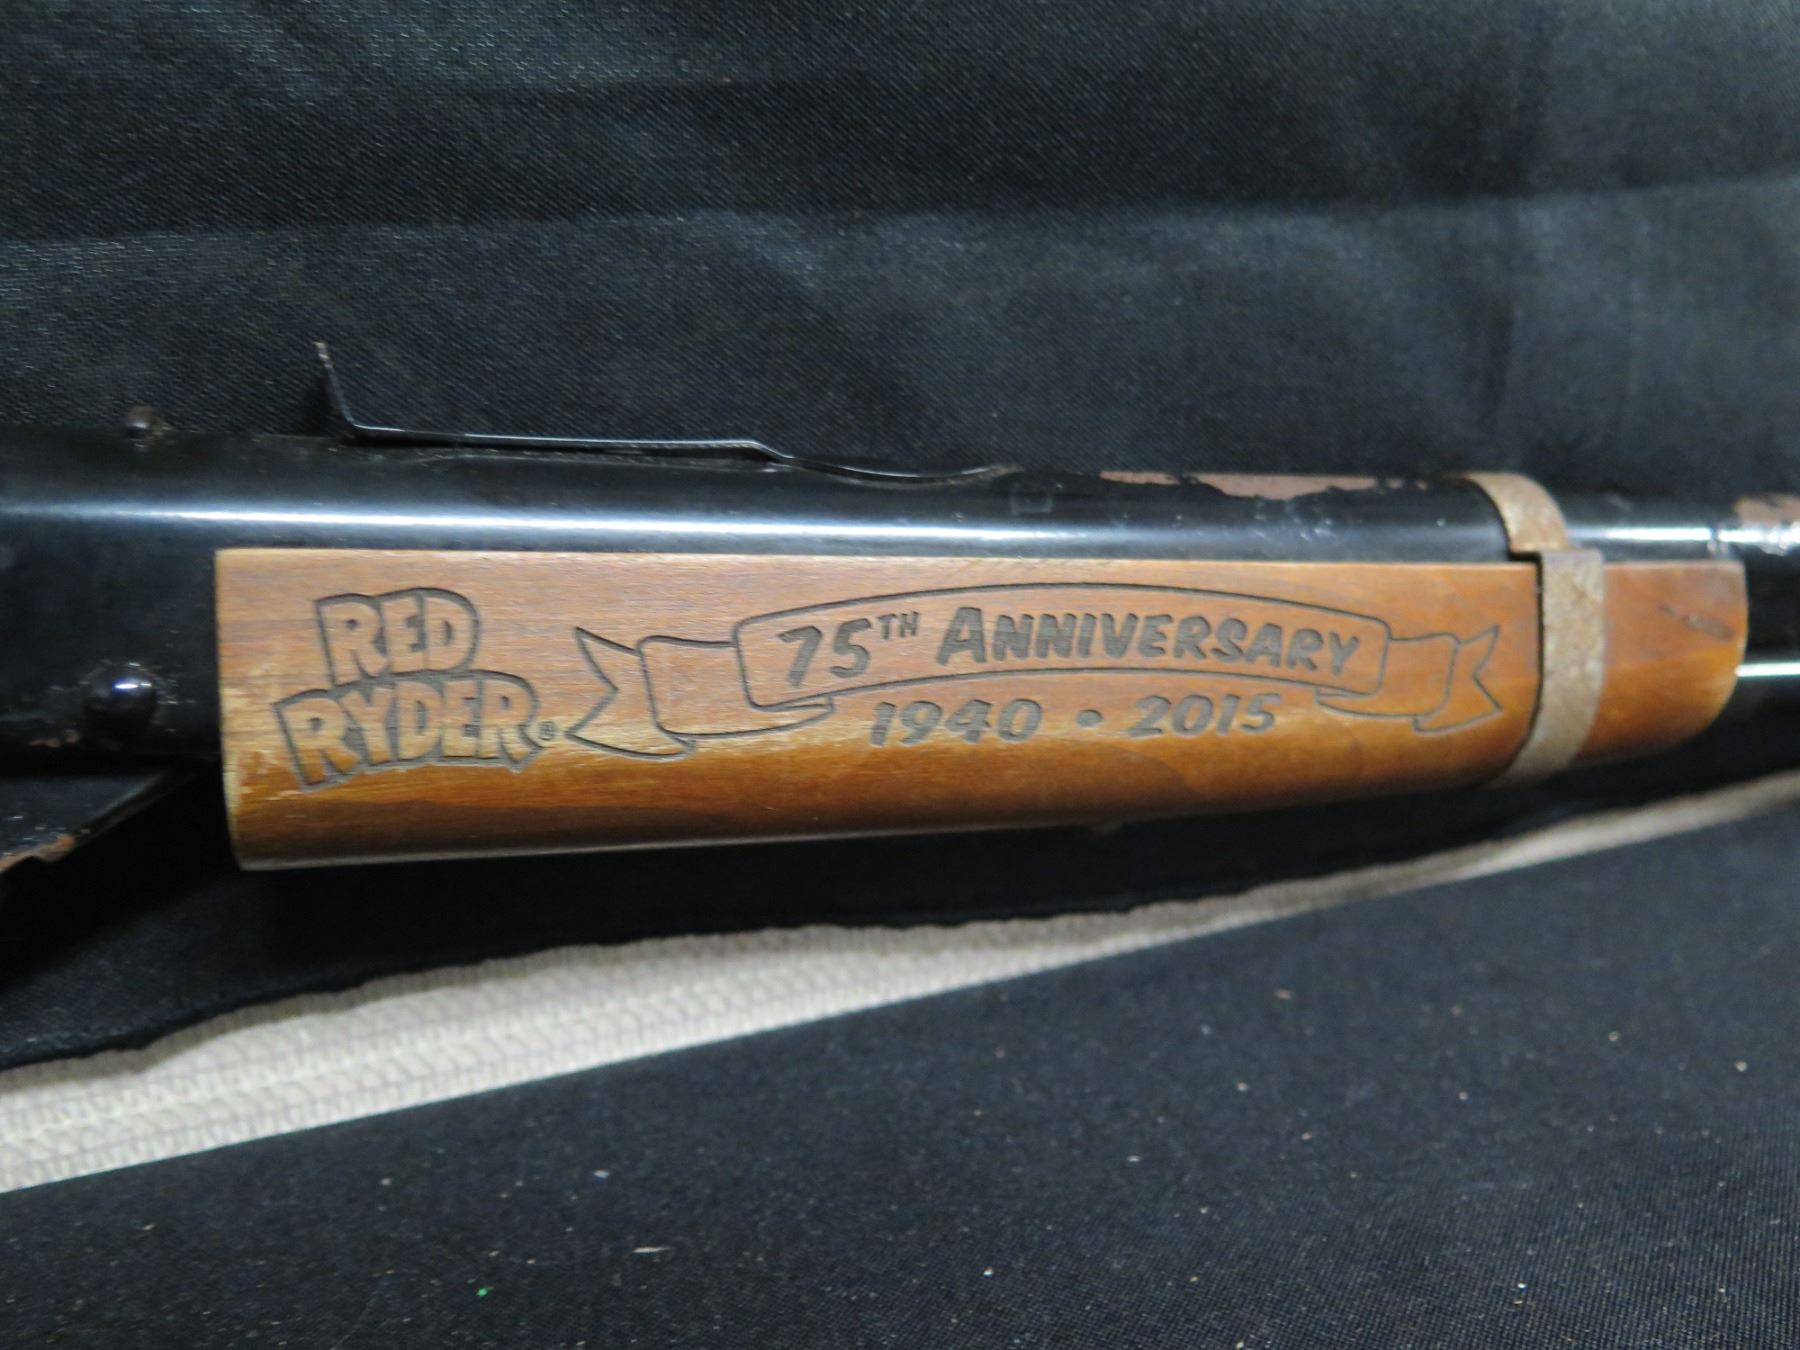 RED
RYDER®
75TH ANNIVERSARY
1940 • 2015